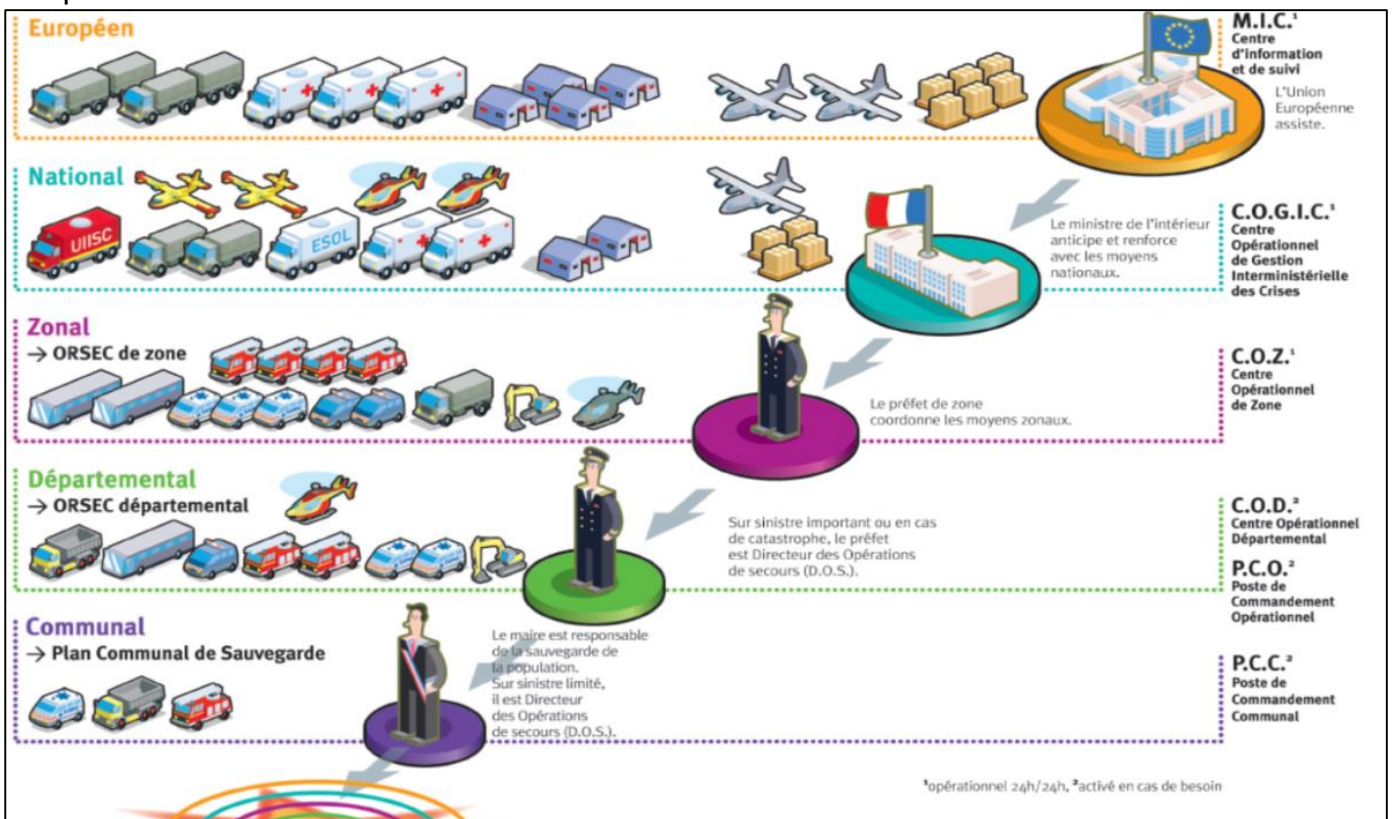 Européen
M.I.C.¹
Centre
d'information
et de suivi
L'Union
Européenne
assiste.
National
UIISC
ESOL
Le ministre de l'intérieur
anticipe et renforce
avec les moyens
nationaux.
C.O.G.I.C.¹
Centre
Opérationnel
de Gestion
Interministérielle
des Crises
Zonal
→ ORSEC de zone
Le préfet de zone
coordonne les moyens zonaux.
C.O.Z.¹
Centre
Opérationnel
de Zone
Départemental
→ ORSEC départemental
Sur sinistre important ou en cas
de catastrophe, le préfet
est Directeur des Opérations
de secours (D.O.S.).
C.O.D.²
Centre Opérationnel
Départemental
P.C.O.²
Poste de
Commandement
Opérationnel
Communal
→ Plan Communal de Sauvegarde
Le maire est responsable
de la sauvegarde de
la population.
Sur sinistre limité,
il est Directeur
des Opérations
de secours (D.O.S.).
P.C.C.²
Poste de
Commandement
Communal
¹opérationnel 24h/24h, ²activé en cas de besoin